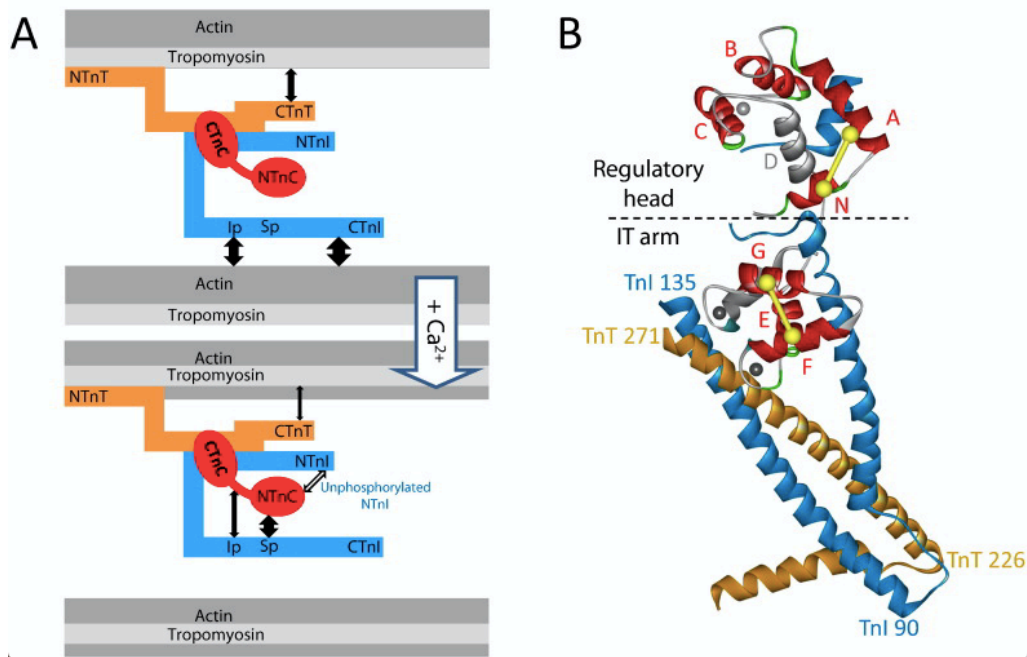 A
Actin
Tropomyosin
NTnT
CTnT
CTnC
NTnI
NTnC
Ip Sp CTnI
Actin
Tropomyosin
+ Ca2+
Actin
Tropomyosin
NTnT
CTnT
CTnC
NTnI
NTnC
Unphosphorylated
NTnI
Ip Sp CTnI
Actin
Tropomyosin
B
B
A
C
D
Regulatory
head
N
IT arm
G
TnI 135
E
TnT 271
F
TnT 226
TnI 90